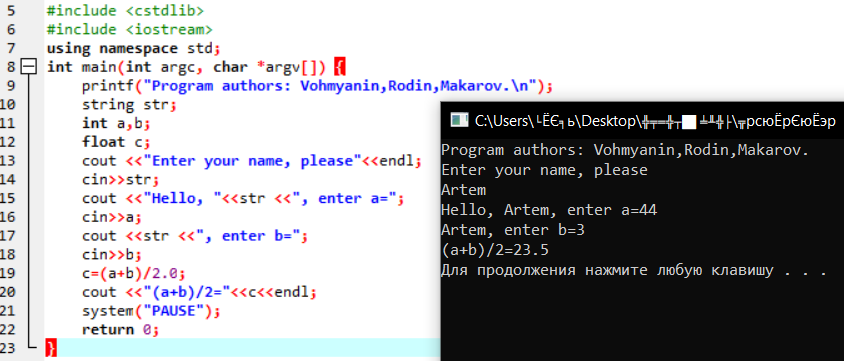 5 #include <cstdlib>
6 #include <iostream>
7 using namespace std;
8 int main(int argc, char *argv[]) {
9 printf("Program authors: Vohmyanin,Rodin,Makarov.\n");
10 string str;
11 int a,b;
12 float c;
13 cout <<"Enter your name, please"<<endl;
14 cin>>str;
15 cout <<"Hello, "<<str <<", enter a=";
16 cin>>a;
17 cout <<str <<", enter b=";
18 cin>>b;
19 c=(a+b)/2.0;
20 cout <<"(a+b)/2="<<c<<endl;
21 system("PAUSE");
22 return 0;
23 }
C:\Users\└ЁЄ╕ь\Desktop\
Program authors: Vohmyanin,Rodin,Makarov.
Enter your name, please
Artem
Hello, Artem, enter a=44
Artem, enter b=3
(a+b)/2=23.5
Для продолжения нажмите любую клавишу . . .